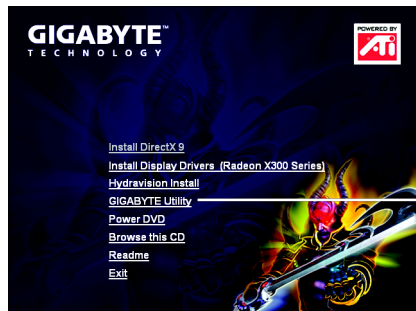 GIGABYTE™
TECHNOLOGY
POWERED BY
ATi
Install DirectX 9
Install Display Drivers (Radeon X300 Series)
Hydravision Install
GIGABYTE Utility
Power DVD
Browse this CD
Readme
Exit